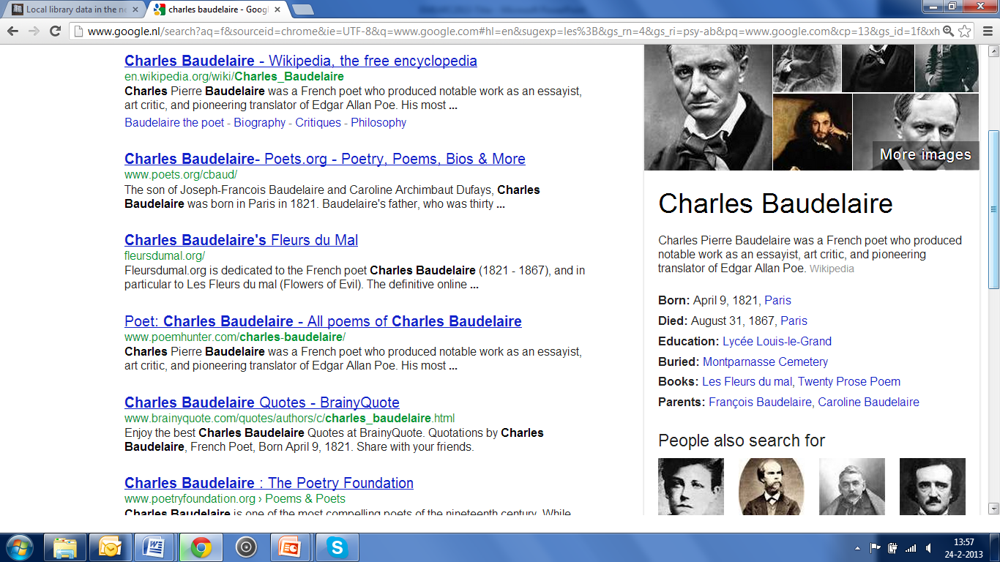 Local library data in the ne
charles baudelaire - Goog
www.google.nl/search?aq=f&sourceid=chrome&ie=UTF-8&q=www.google.com#hl=en&sugexp=les%3B&gs_rn=4&gs_ri=psy-ab&pq=www.google.com&cp=13&gs_id=1f&xh
Charles Baudelaire - Wikipedia, the free encyclopedia
en.wikipedia.org/wiki/Charles_Baudelaire
Charles Pierre Baudelaire was a French poet who produced notable work as an essayist,
art critic, and pioneering translator of Edgar Allan Poe. His most ...
Baudelaire the poet - Biography - Critiques - Philosophy
Charles Baudelaire- Poets.org - Poetry, Poems, Bios & More
www.poets.org/cbaud/
The son of Joseph-Francois Baudelaire and Caroline Archimbaut Dufays, Charles
Baudelaire was born in Paris in 1821. Baudelaire's father, who was thirty ...
Charles Baudelaire's Fleurs du Mal
fleursdumal.org/
Fleursdumal.org is dedicated to the French poet Charles Baudelaire (1821 - 1867), and in
particular to Les Fleurs du mal (Flowers of Evil). The definitive online ...
Poet: Charles Baudelaire - All poems of Charles Baudelaire
www.poemhunter.com/charles-baudelaire/
Charles Pierre Baudelaire was a French poet who produced notable work as an essayist,
art critic, and pioneering translator of Edgar Allan Poe. His most ...
Charles Baudelaire Quotes - BrainyQuote
www.brainyquote.com/quotes/authors/c/charles_baudelaire.html
Enjoy the best Charles Baudelaire Quotes at BrainyQuote. Quotations by Charles
Baudelaire, French Poet, Born April 9, 1821. Share with your friends.
Charles Baudelaire : The Poetry Foundation
www.poetryfoundation.org › Poems & Poets
Charles Baudelaire is one of the most compelling poets of the nineteenth century. While
More images
Charles Baudelaire
Charles Pierre Baudelaire was a French poet who produced
notable work as an essayist, art critic, and pioneering
translator of Edgar Allan Poe. Wikipedia
Born: April 9, 1821, Paris
Died: August 31, 1867, Paris
Education: Lycée Louis-le-Grand
Buried: Montparnasse Cemetery
Books: Les Fleurs du mal, Twenty Prose Poem
Parents: François Baudelaire, Caroline Baudelaire
People also search for
13:57
24-2-2013